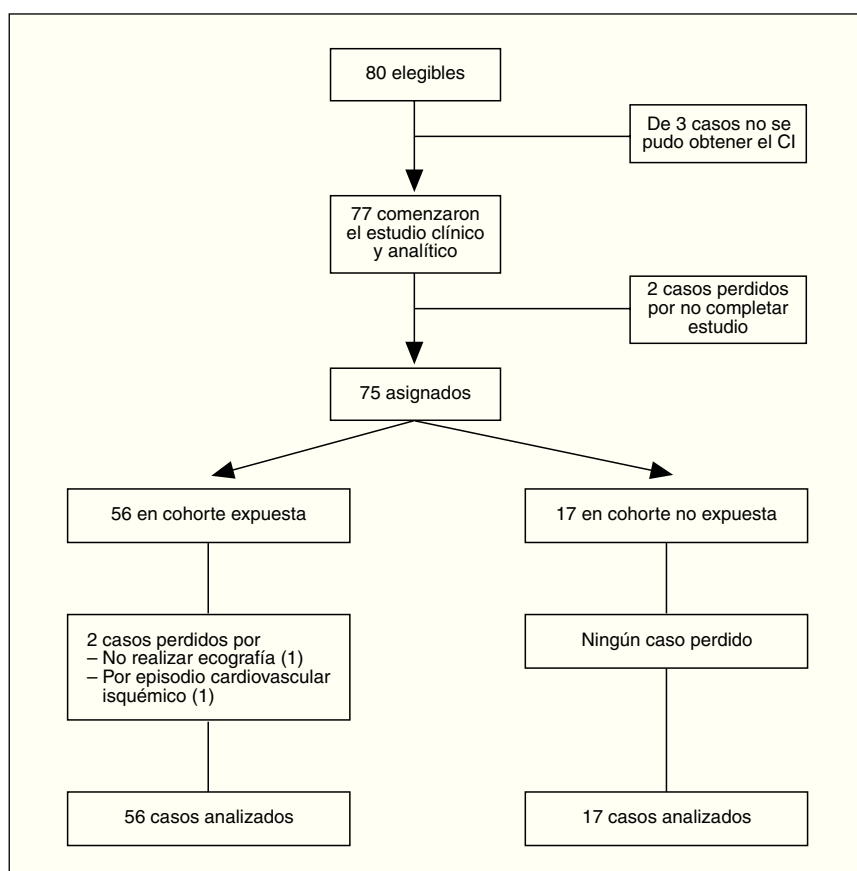 80 elegibles
De 3 casos no se
pudo obtener el CI
77 comenzaron
el estudio clínico
y analítico
2 casos perdidos
por no completar
estudio
75 asignados
56 en cohorte expuesta
17 en cohorte no expuesta
2 casos perdidos por
– No realizar ecografía (1)
– Por episodio cardiovascular
isquémico (1)
Ningún caso perdido
56 casos analizados
17 casos analizados